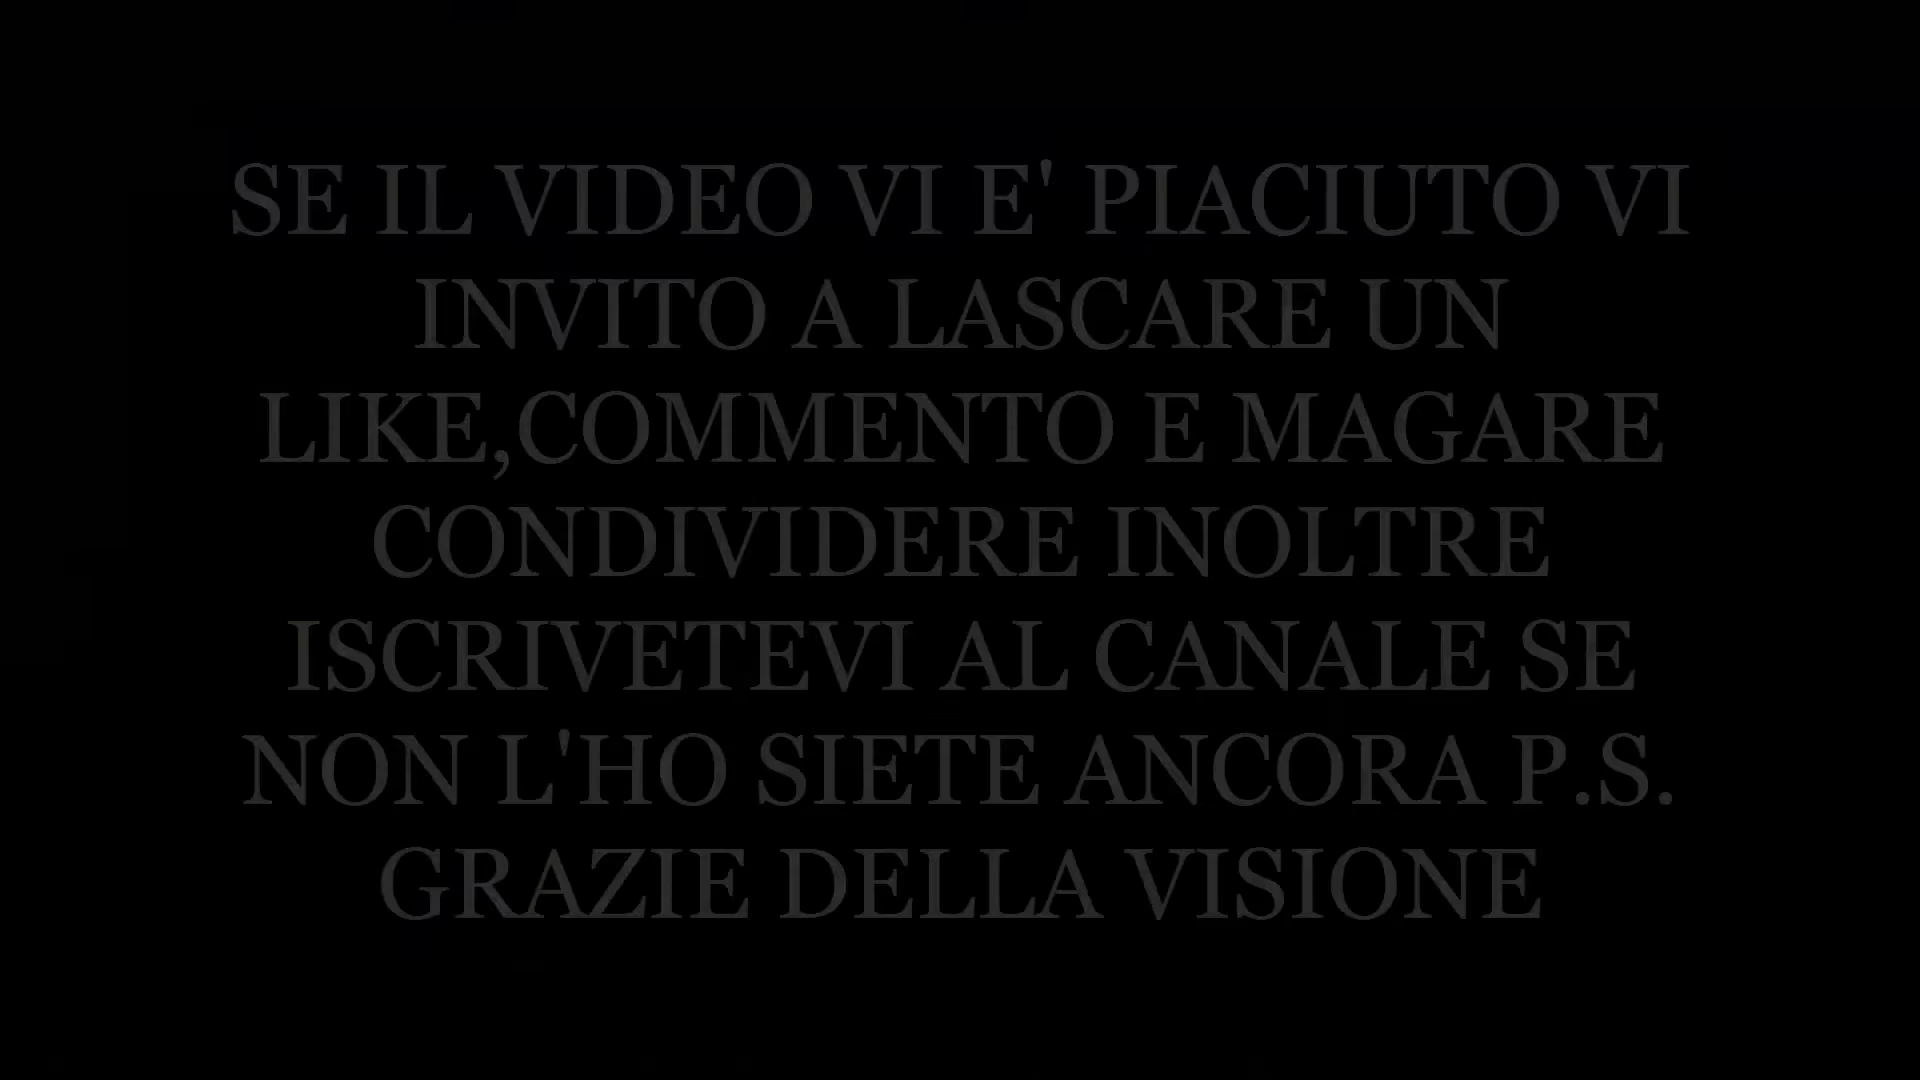 SE IL VIDEO VI E' PIACIUTO VI
INVITO A LASCARE UN
LIKE,COMMENTO E MAGARE
CONDIVIDERE INOLTRE
ISCRIVETEVI AL CANALE SE
NON L'HO SIETE ANCORA P.S.
GRAZIE DELLA VISIONE